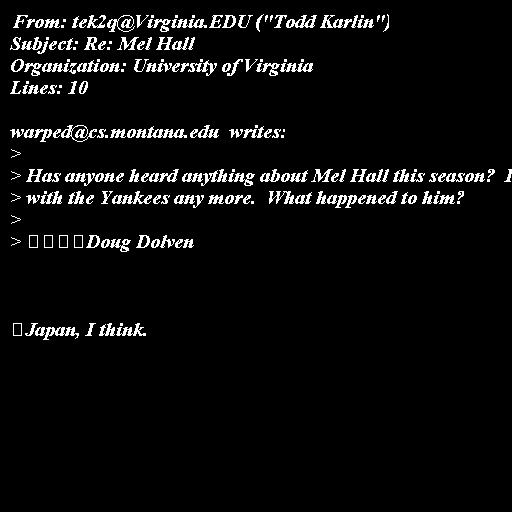 From: tek2q@Virginia.EDU ("Todd Karlin")
Subject: Re: Mel Hall
Organization: University of Virginia
Lines: 10
warped@cs.montana.edu  writes:
>
> Has anyone heard anything about Mel Hall this season?
> with the Yankees any more.  What happened to him?
>
> Doug Dolven
Japan, I think.